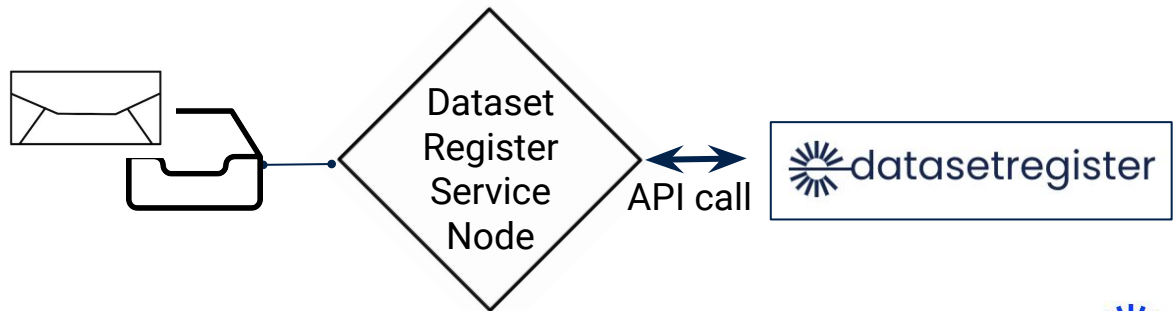 Dataset
Register
Service
Node
API call
datasetregister